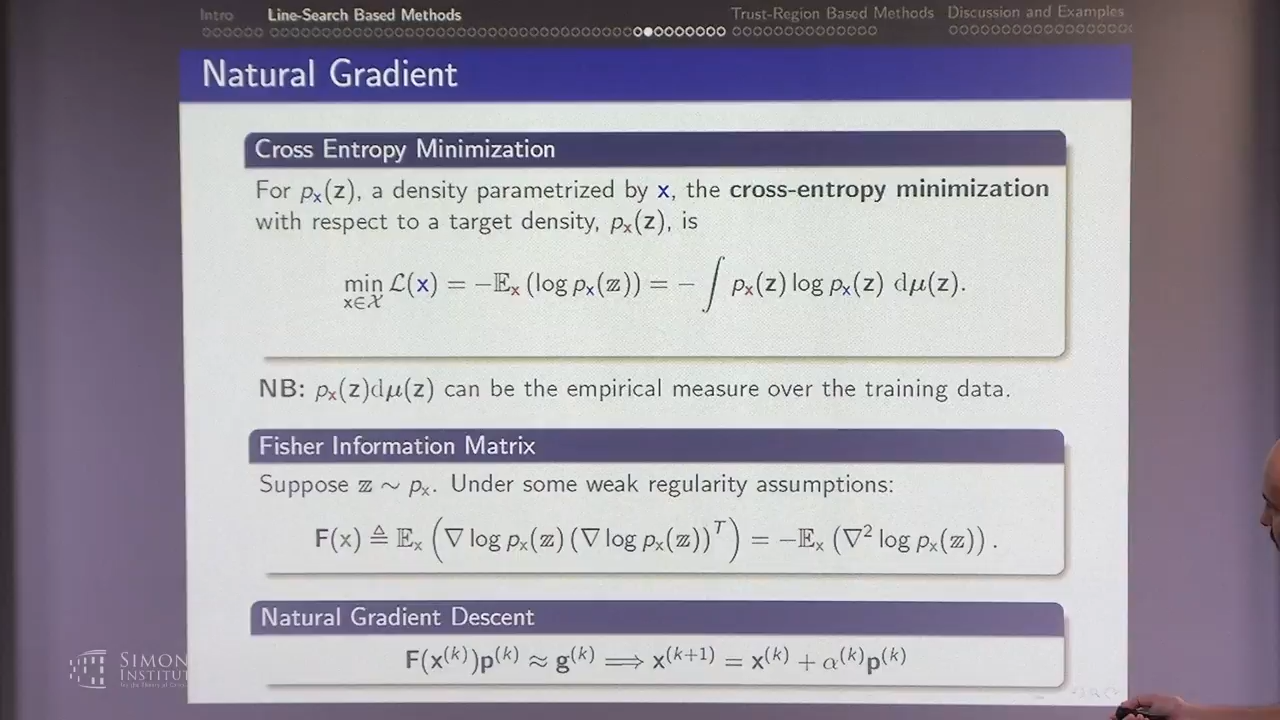 Intro Line-Search Based Methods Trust-Region Based Methods Discussion and Examples
Natural Gradient
Cross Entropy Minimization
For pₓ(z), a density parametrized by x, the cross-entropy minimization
with respect to a target density, pₓ(z), is
min x∈𝒳 ℒ(x) = −𝔼ₓ (log pₓ(𝕫)) = − ∫ pₓ(z) log pₓ(z) dμ(z).
NB: pₓ(z)dμ(z) can be the empirical measure over the training data.
Fisher Information Matrix
Suppose 𝕫 ∼ pₓ. Under some weak regularity assumptions:
F(x) ≜ 𝔼ₓ (∇ log pₓ(𝕫) (∇ log pₓ(𝕫))ᵀ) = −𝔼ₓ (∇² log pₓ(𝕫)).
Natural Gradient Descent
F(x⁽ᵏ⁾)p⁽ᵏ⁾ ≈ g⁽ᵏ⁾ ⟹ x⁽ᵏ⁺¹⁾ = x⁽ᵏ⁾ + α⁽ᵏ⁾p⁽ᵏ⁾
SIMON
INSTITUT